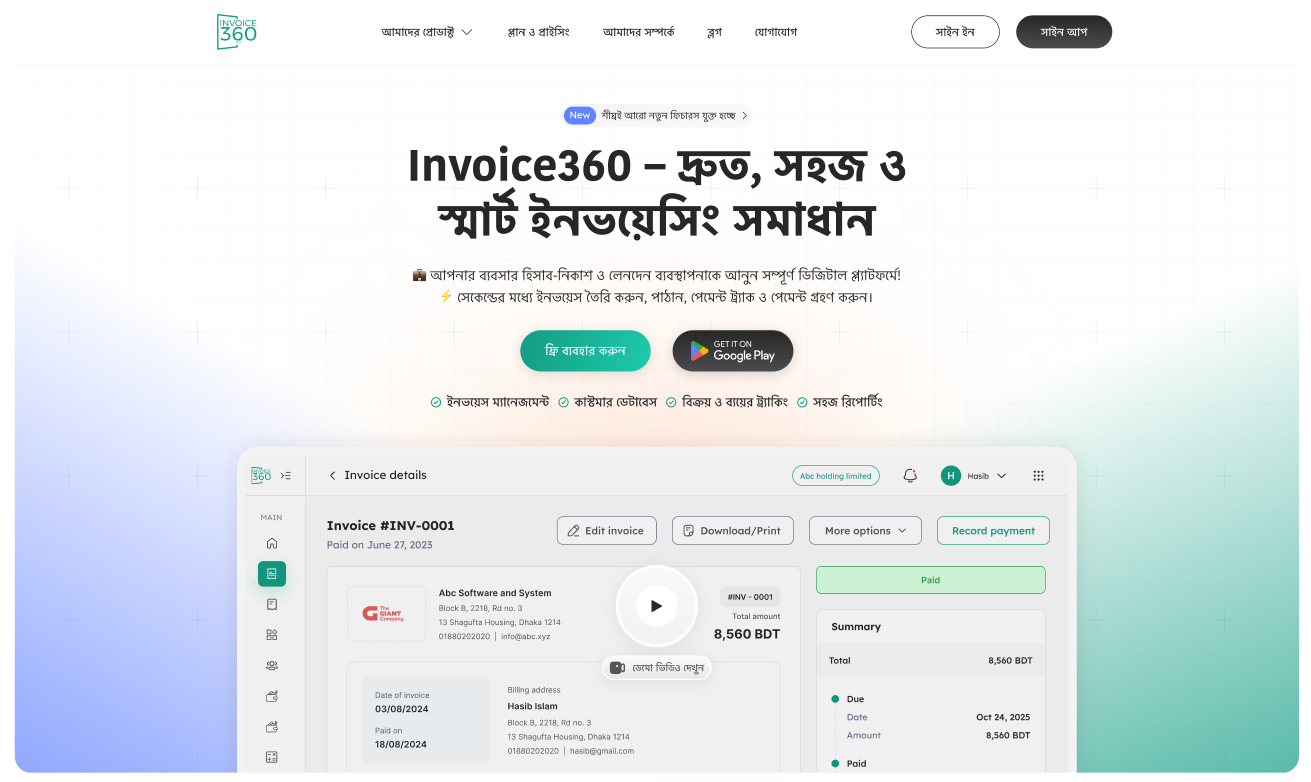 INVOICE
360
আমাদের প্রোডাক্ট
প্লান ও প্রাইসিং
আমাদের সম্পর্কে
ব্লগ
যোগাযোগ
সাইন ইন
সাইন আপ
New শীঘ্রই আরো নতুন ফিচারস যুক্ত হচ্ছে
Invoice360 – দ্রুত, সহজ ও
স্মার্ট ইনভয়েসিং সমাধান
💼 আপনার ব্যবসার হিসাব-নিকাশ ও লেনদেন ব্যবস্থাপনাকে আনুন সম্পূর্ণ ডিজিটাল প্ল্যাটফর্মে!
⚡ সেকেন্ডের মধ্যে ইনভয়েস তৈরি করুন, পাঠান, পেমেন্ট ট্র্যাক ও পেমেন্ট গ্রহণ করুন।
ফ্রি ব্যবহার করুন
GET IT ON
Google Play
ইনভয়েস ম্যানেজমেন্ট
কাস্টমার ডেটাবেস
বিক্রয় ও ব্যয়ের ট্র্যাকিং
সহজ রিপোর্টিং
INVOICE
360
Invoice details
Abc holding limited
H Hasib
MAIN
Invoice #INV-0001
Paid on June 27, 2023
Edit invoice
Download/Print
More options
Record payment
The
GIANT
Company
Abc Software and System
Block B, 2218, Rd no. 3
13 Shagufta Housing, Dhaka 1214
01880202020 | info@abc.xyz
#INV - 0001
Total amount
8,560 BDT
ডেমো ভিডিও দেখুন
Date of invoice
03/08/2024
Paid on
18/08/2024
Billing address
Hasib Islam
Block B, 2218, Rd no. 3
13 Shagufta Housing, Dhaka 1214
01880202020 | hasib@gmail.com
Paid
Summary
Total 8,560 BDT
Due
Date Oct 24, 2025
Amount 8,560 BDT
Paid